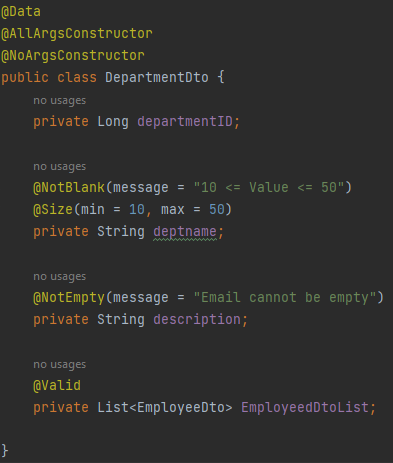 @Data
@AllArgsConstructor
@NoArgsConstructor
public class DepartmentDto {
no usages
private Long departmentID;
no usages
@NotBlank(message = "10 <= Value <= 50")
@Size(min = 10, max = 50)
private String deptname;
no usages
@NotEmpty(message = "Email cannot be empty")
private String description;
no usages
@Valid
private List<EmployeeDto> EmployeedDtoList;
}